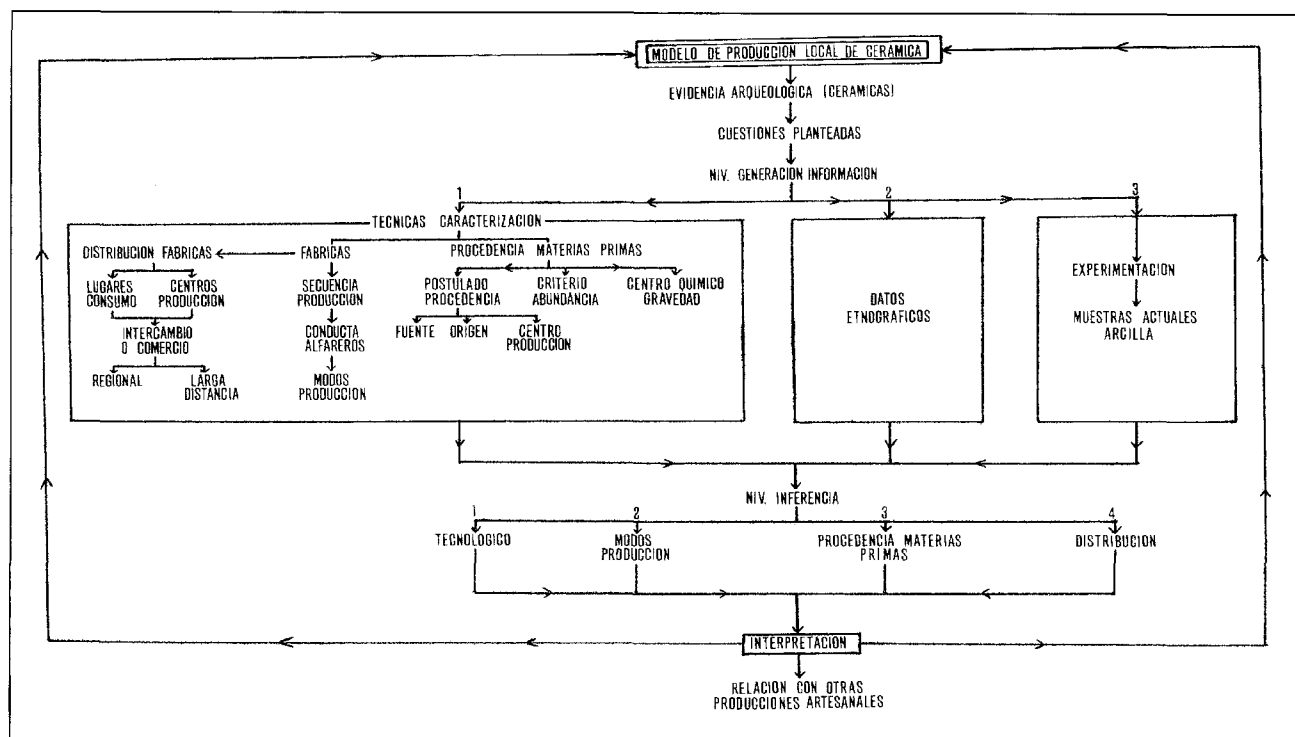 MODELO DE PRODUCCION LOCAL DE CERAMICA
EVIDENCIA ARQUEOLOGICA (CERAMICAS)
CUESTIONES PLANTEADAS
NIV. GENERACION INFORMACION
1
2
3
TECNICAS CARACTERIZACION
DISTRIBUCION FABRICAS
FABRICAS
PROCEDENCIA MATERIAS PRIMAS
LUGARES
CONSUMO
CENTROS
PRODUCCION
SECUENCIA
PRODUCCION
POSTULADO
PROCEDENCIA
CRITERIO
ABUNDANCIA
CENTRO QUIMICO
GRAVEDAD
INTERCAMBIO
O COMERCIO
CONDUCTA
ALFAREROS
FUENTE
ORIGEN
CENTRO
PRODUCCION
REGIONAL
LARGA
DISTANCIA
MODOS
PRODUCCION
DATOS
ETNOGRAFICOS
EXPERIMENTACION
MUESTRAS ACTUALES
ARCILLA
NIV. INFERENCIA
1
2
3
4
TECNOLOGICO
MODOS
PRODUCCION
PROCEDENCIA MATERIAS
PRIMAS
DISTRIBUCION
INTERPRETACION
RELACION CON OTRAS
PRODUCCIONES ARTESANALES